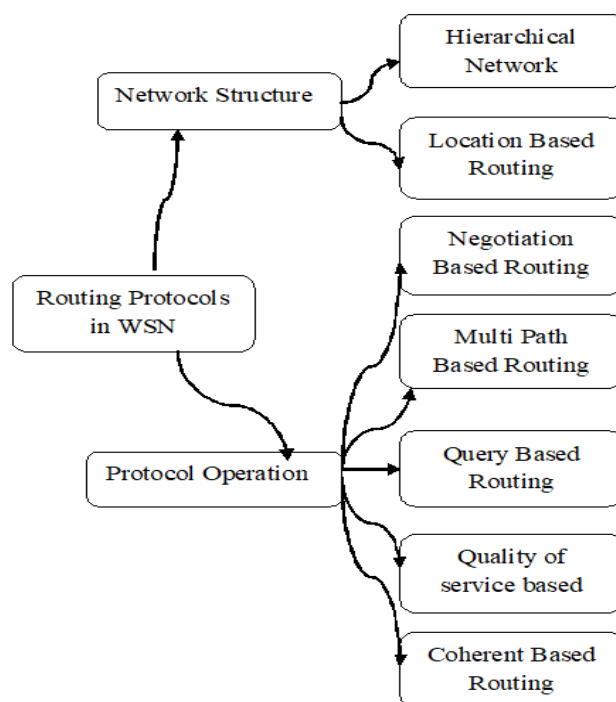 Hierarchical
Network
Network Structure
Location Based
Routing
Negotiation
Based Routing
Routing Protocols
in WSN
Multi Path
Based Routing
Protocol Operation
Query Based
Routing
Quality of
service based
Coherent Based
Routing